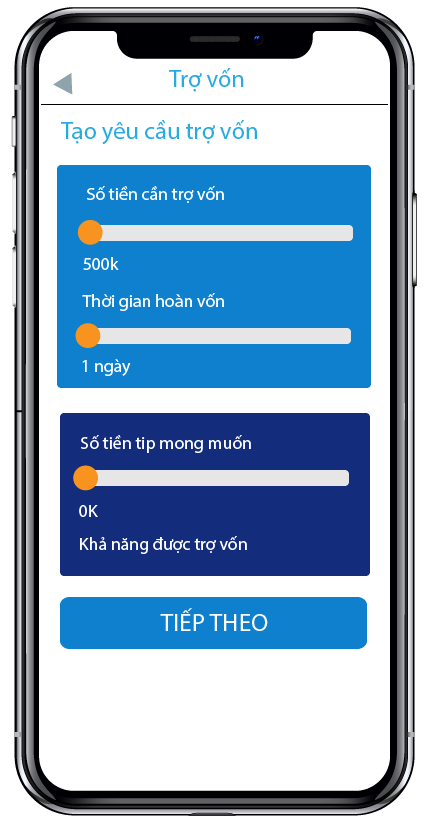 Trợ vốn
Tạo yêu cầu trợ vốn
Số tiền cần trợ vốn
500k
Thời gian hoàn vốn
1 ngày
Số tiền tip mong muốn
0K
Khả năng được trợ vốn
TIẾP THEO